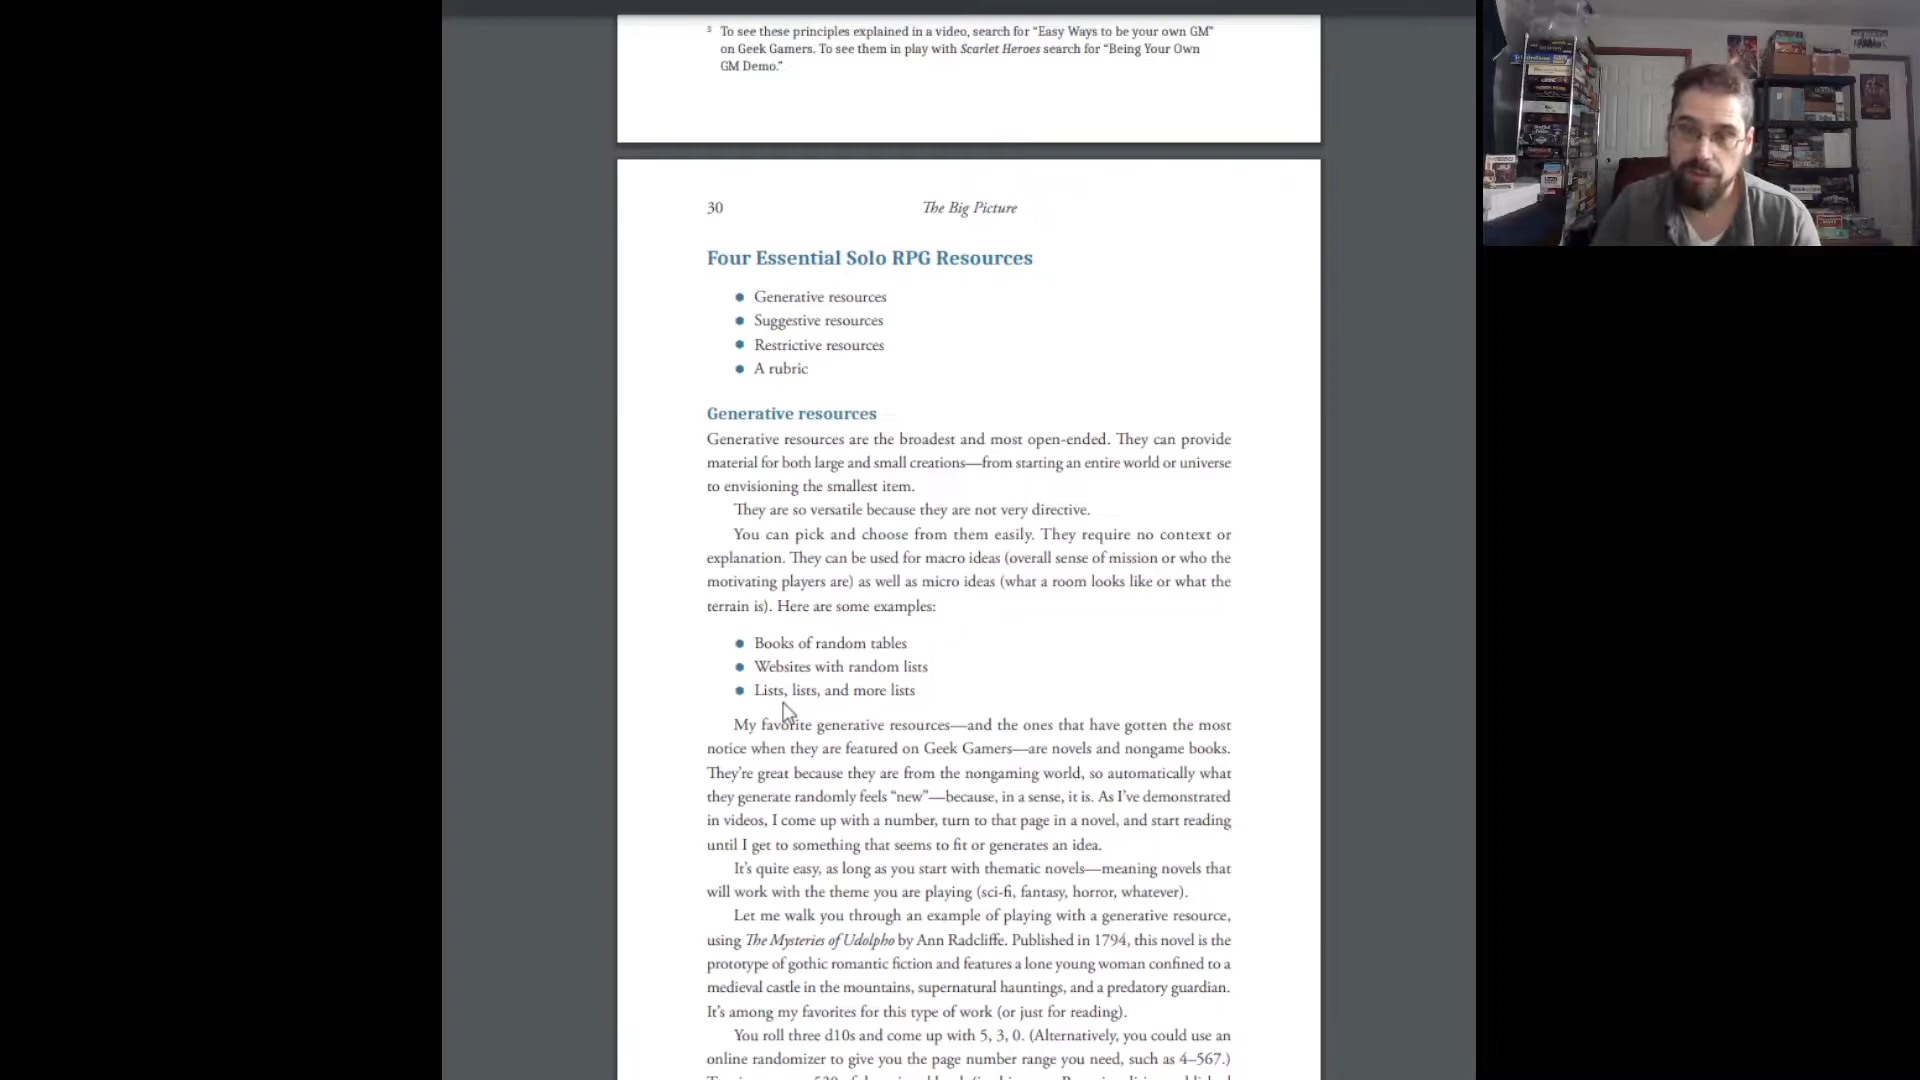 ³ To see these principles explained in a video, search for “Easy Ways to be your own GM”
on Geek Gamers. To see them in play with Scarlet Heroes search for “Being Your Own
GM Demo.”
30 The Big Picture
Four Essential Solo RPG Resources
Generative resources
Suggestive resources
Restrictive resources
A rubric
Generative resources
Generative resources are the broadest and most open-ended. They can provide
material for both large and small creations—from starting an entire world or universe
to envisioning the smallest item.
They are so versatile because they are not very directive.
You can pick and choose from them easily. They require no context or
explanation. They can be used for macro ideas (overall sense of mission or who the
motivating players are) as well as micro ideas (what a room looks like or what the
terrain is). Here are some examples:
Books of random tables
Websites with random lists
Lists, lists, and more lists
My favorite generative resources—and the ones that have gotten the most
notice when they are featured on Geek Gamers—are novels and nongame books.
They’re great because they are from the nongaming world, so automatically what
they generate randomly feels “new”—because, in a sense, it is. As I’ve demonstrated
in videos, I come up with a number, turn to that page in a novel, and start reading
until I get to something that seems to fit or generates an idea.
It’s quite easy, as long as you start with thematic novels—meaning novels that
will work with the theme you are playing (sci-fi, fantasy, horror, whatever).
Let me walk you through an example of playing with a generative resource,
using The Mysteries of Udolpho by Ann Radcliffe. Published in 1794, this novel is the
prototype of gothic romantic fiction and features a lone young woman confined to a
medieval castle in the mountains, supernatural hauntings, and a predatory guardian.
It’s among my favorites for this type of work (or just for reading).
You roll three d10s and come up with 5, 3, 0. (Alternatively, you could use an
online randomizer to give you the page number range you need, such as 4–567.)